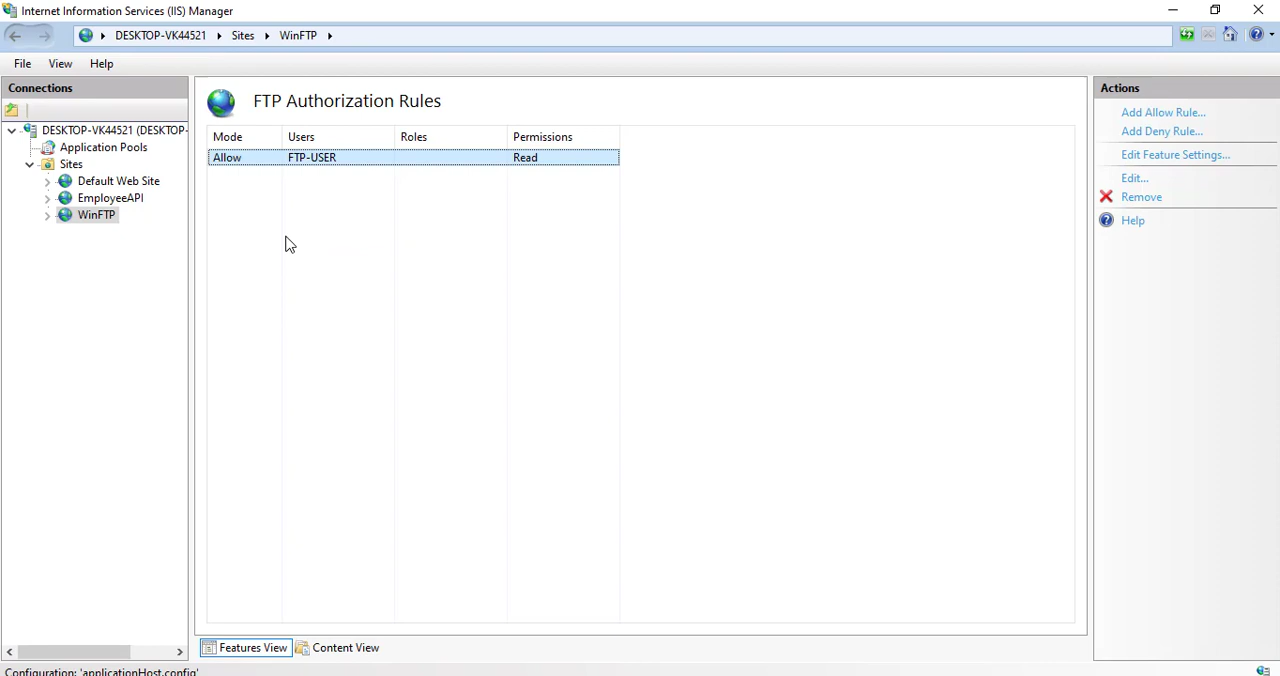 Internet Information Services (IIS) Manager
DESKTOP-VK44521 Sites WinFTP
File View Help
Connections
DESKTOP-VK44521 (DESKTOP-
Application Pools
Sites
Default Web Site
EmployeeAPI
WinFTP
FTP Authorization Rules
Mode Users Roles Permissions
Allow FTP-USER Read
Features View Content View
Actions
Add Allow Rule...
Add Deny Rule...
Edit Feature Settings...
Edit...
Remove
Help
Configuration: 'applicationHost.config'